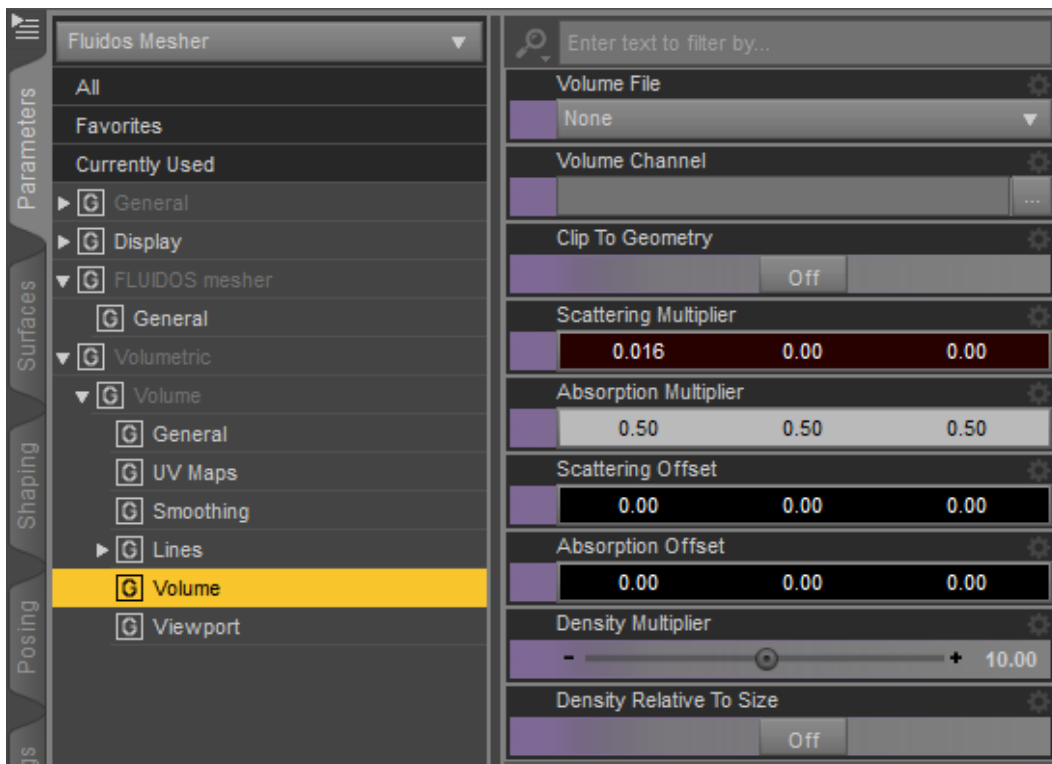 Parameters
Surfaces
Shaping
Posing
Fluidos Mesher
All
Favorites
Currently Used
G General
G Display
G FLUIDOS mesher
G General
G Volumetric
G Volume
G General
G UV Maps
G Smoothing
G Lines
G Volume
G Viewport
Enter text to filter by...
Volume File
None
Volume Channel
...
Clip To Geometry
Off
Scattering Multiplier
0.016 0.00 0.00
Absorption Multiplier
0.50 0.50 0.50
Scattering Offset
0.00 0.00 0.00
Absorption Offset
0.00 0.00 0.00
Density Multiplier
- + 10.00
Density Relative To Size
Off